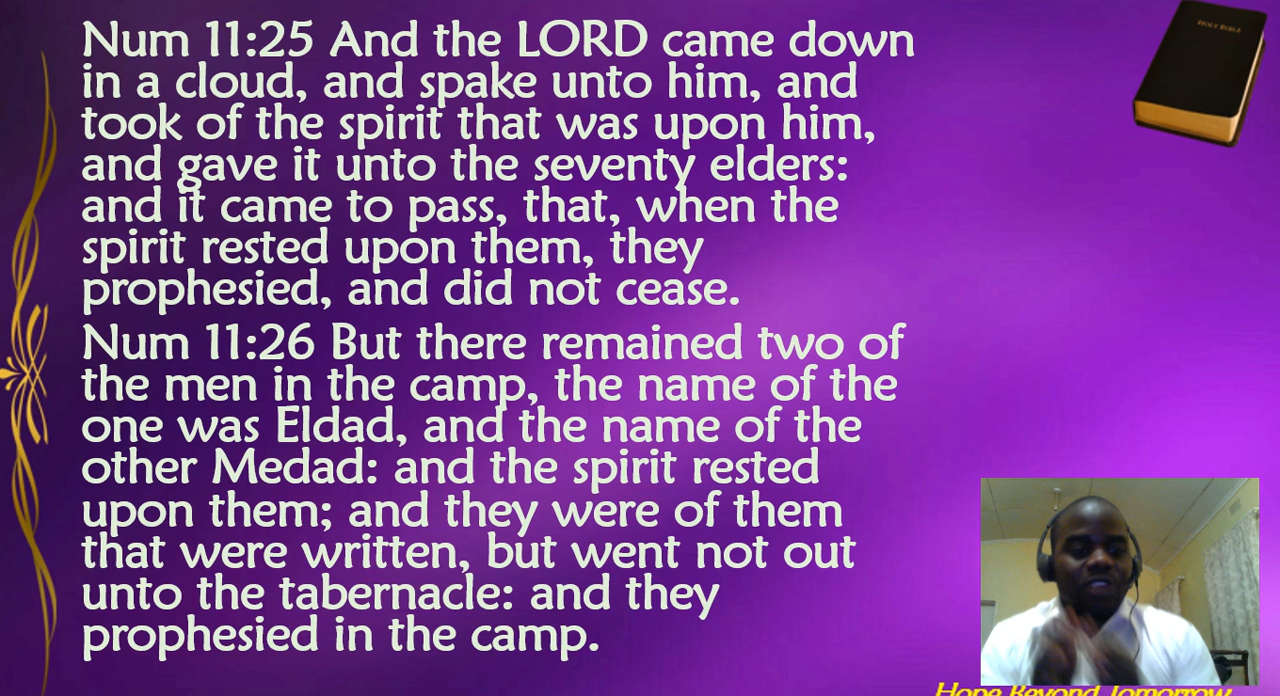 Num 11:25 And the LORD came down
in a cloud, and spake unto him, and
took of the spirit that was upon him,
and gave it unto the seventy elders:
and it came to pass, that, when the
spirit rested upon them, they
prophesied, and did not cease.
Num 11:26 But there remained two of
the men in the camp, the name of the
one was Eldad, and the name of the
other Medad: and the spirit rested
upon them; and they were of them
that were written, but went not out
unto the tabernacle: and they
prophesied in the camp.
HOLY BIBLE
Hope Beyond Tomorrow